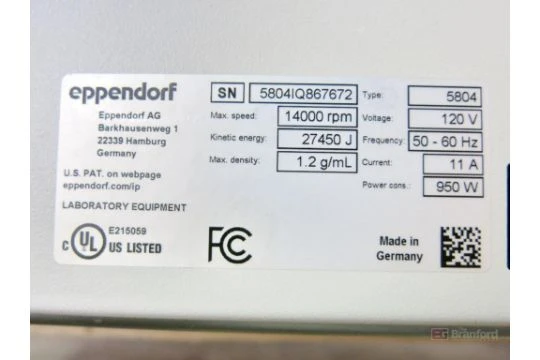 eppendorf
SN 5804IQ867672 Type: 5804
Eppendorf AG
Barkhausenweg 1
22339 Hamburg
Germany
Max. speed: 14000 rpm Voltage: 120 V
Kinetic energy: 27450 J Frequency: 50 - 60 Hz
Max. density: 1.2 g/mL Current: 11 A
Power cons.: 950 W
U.S. PAT. on webpage
eppendorf.com/ip
LABORATORY EQUIPMENT
E215059
C UL US LISTED
FC
Made in
Germany
EG Branford